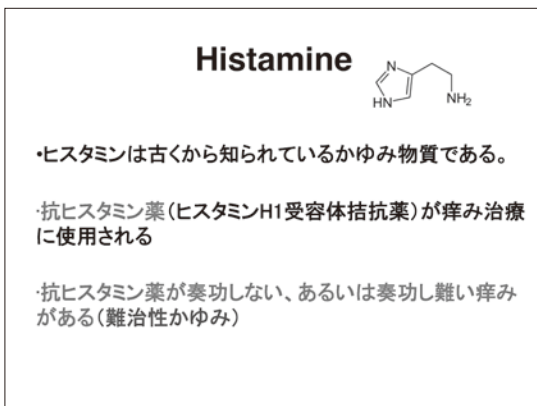 Histamine
N
HN
NH2
•ヒスタミンは古くから知られているかゆみ物質である。
·抗ヒスタミン薬(ヒスタミンH1受容体拮抗薬)が痒み治療
に使用される
·抗ヒスタミン薬が奏功しない、あるいは奏功し難い痒み
がある(難治性かゆみ)